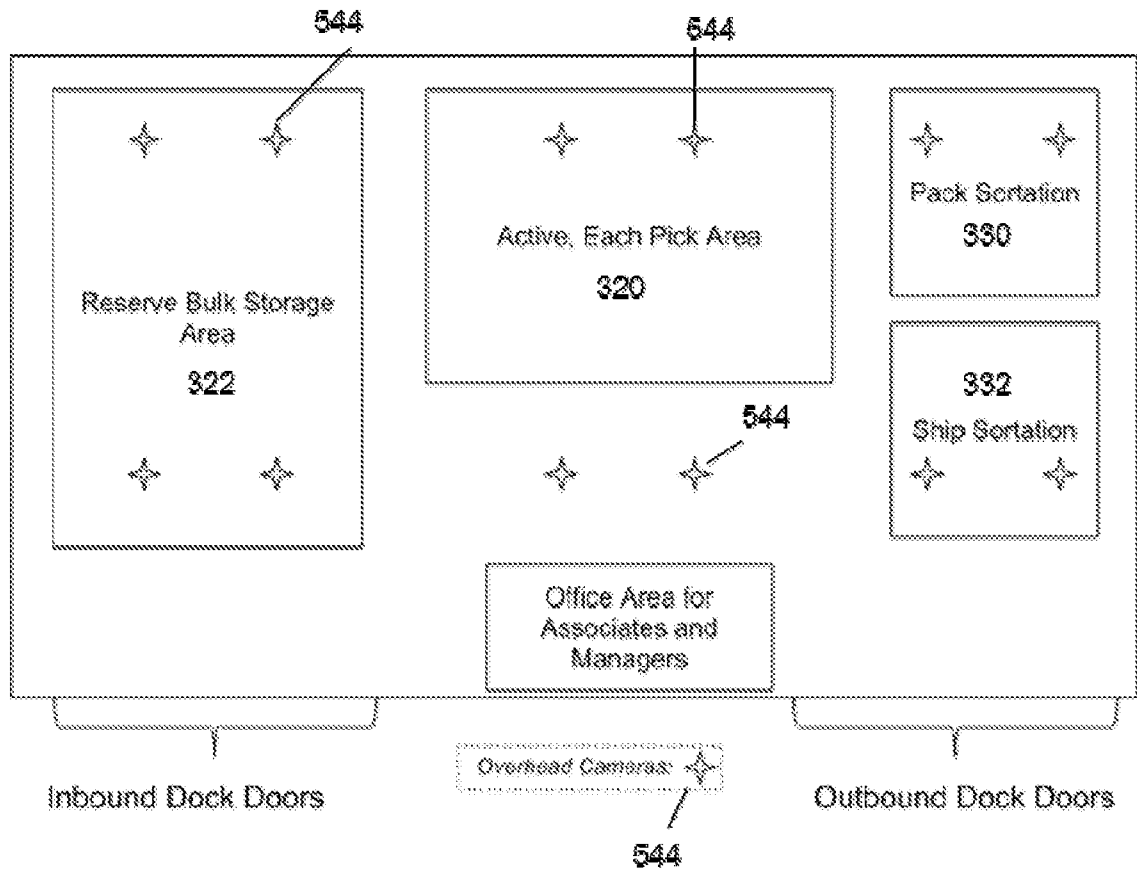 544
544
Reserve Bulk Storage
Area
322
Active, Each Pick Area
320
Pack Sortation
330
332
Ship Sortation
544
Office Area for
Associates and
Managers
Inbound Dock Doors
Overhead Cameras:
544
Outbound Dock Doors